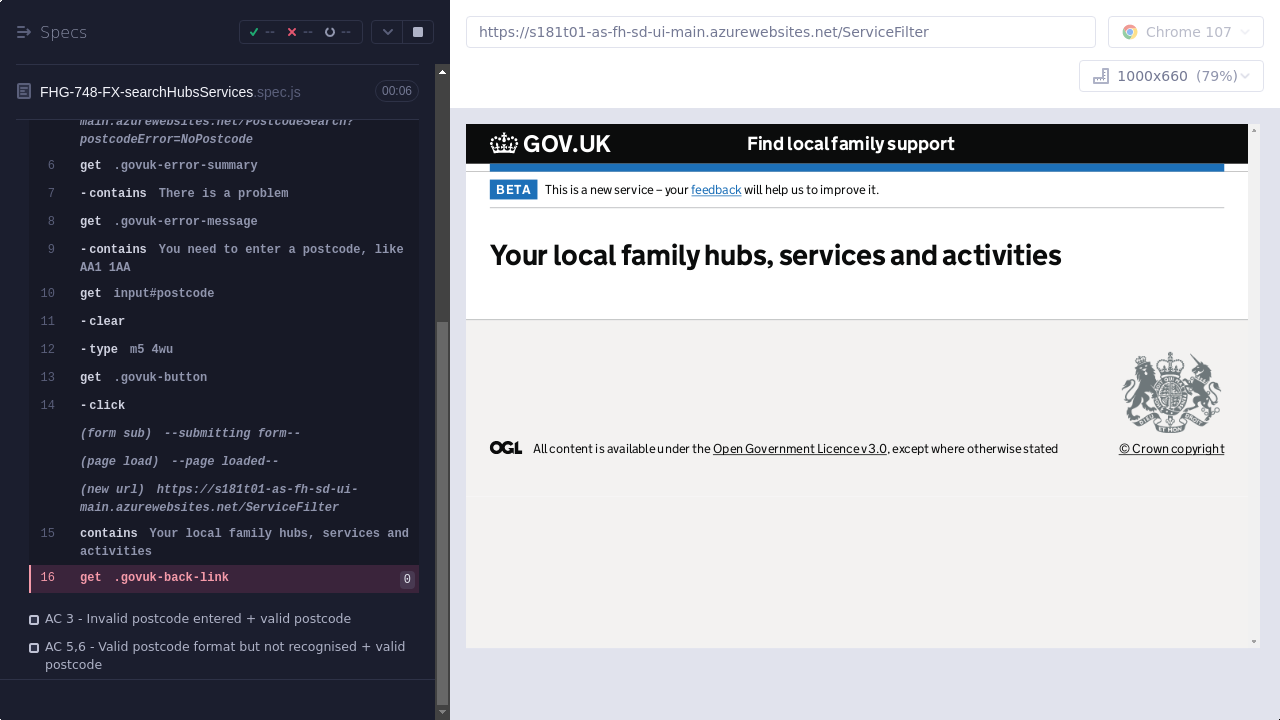 Specs
--
--
--
https://s181t01-as-fh-sd-ui-main.azurewebsites.net/ServiceFilter
Chrome 107
1000x660 (79%)
FHG-748-FX-searchHubsServices.spec.js
00:06
main.azurewebsites.net/PostcodeSearch?
postcodeError=NoPostcode
6 get .govuk-error-summary
7 -contains There is a problem
8 get .govuk-error-message
9 -contains You need to enter a postcode, like
AA1 1AA
10 get input#postcode
11 -clear
12 -type m5 4wu
13 get .govuk-button
14 -click
(form sub) --submitting form--
(page load) --page loaded--
(new url) https://s181t01-as-fh-sd-ui-
main.azurewebsites.net/ServiceFilter
15 contains Your local family hubs, services and
activities
16 get .govuk-back-link 0
AC 3 - Invalid postcode entered + valid postcode
AC 5,6 - Valid postcode format but not recognised + valid
postcode
GOV.UK
Find local family support
BETA This is a new service – your feedback will help us to improve it.
Your local family hubs, services and activities
OGL All content is available under the Open Government Licence v3.0, except where otherwise stated
© Crown copyright